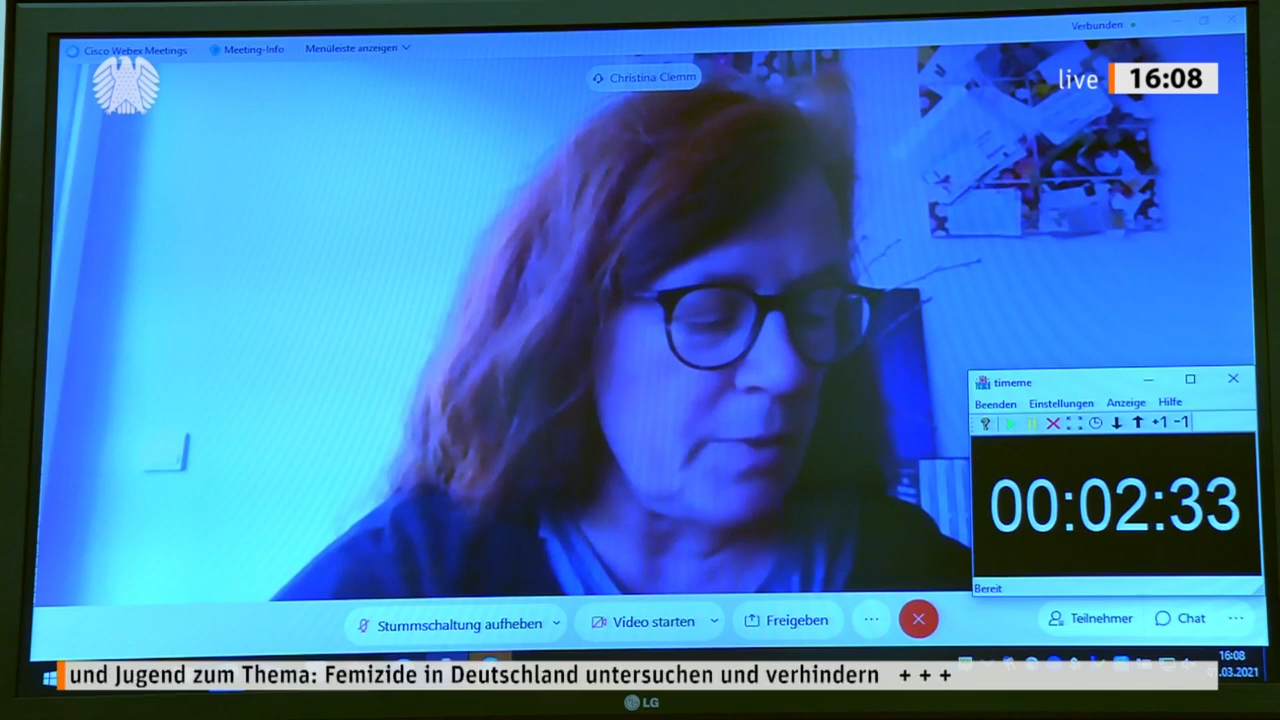 Cisco Webex Meetings Meeting-Info Menüleiste anzeigen
Verbunden
Christina Clemm
live 16:08
timeme
Beenden Einstellungen Anzeige Hilfe
+1 -1
00:02:33
Bereit
Stummschaltung aufheben Video starten Freigeben
Teilnehmer Chat
16:08
.03.2021
und Jugend zum Thema: Femizide in Deutschland untersuchen und verhindern +++
LG